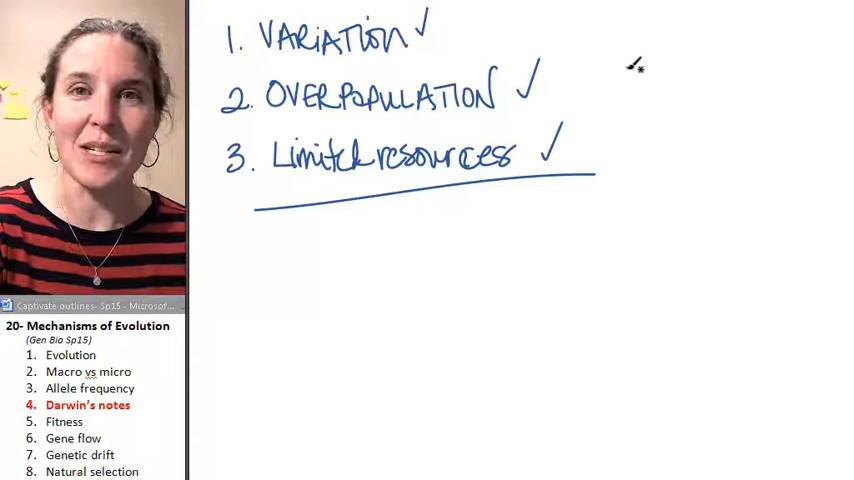 1. VARIATION ✓
2. OVERPOPULATION ✓
3. Limited resources ✓
Captivate outlines- Sp15 - Microsof...
20- Mechanisms of Evolution
(Gen Bio Sp15)
1. Evolution
2. Macro vs micro
3. Allele frequency
4. Darwin's notes
5. Fitness
6. Gene flow
7. Genetic drift
8. Natural selection